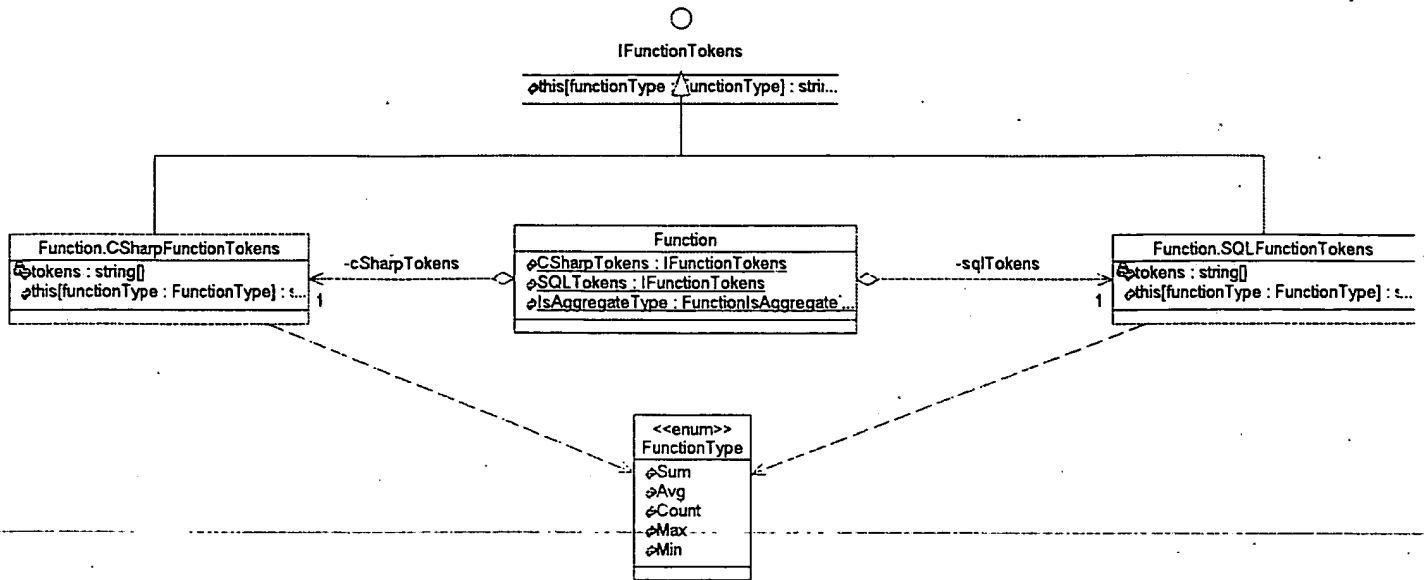 IFunctionTokens
this[functionType : FunctionType] : strin...
Function.CSharpFunctionTokens
tokens : string[]
this[functionType : FunctionType] : s...
-cSharpTokens
1
Function
CSharpTokens : IFunctionTokens
SQLTokens : IFunctionTokens
IsAggregateType : FunctionIsAggregate...
-sqlTokens
1
Function.SQLFunctionTokens
tokens : string[]
this[functionType : FunctionType] : s...
<<enum>>
FunctionType
Sum
Avg
Count
Max
Min